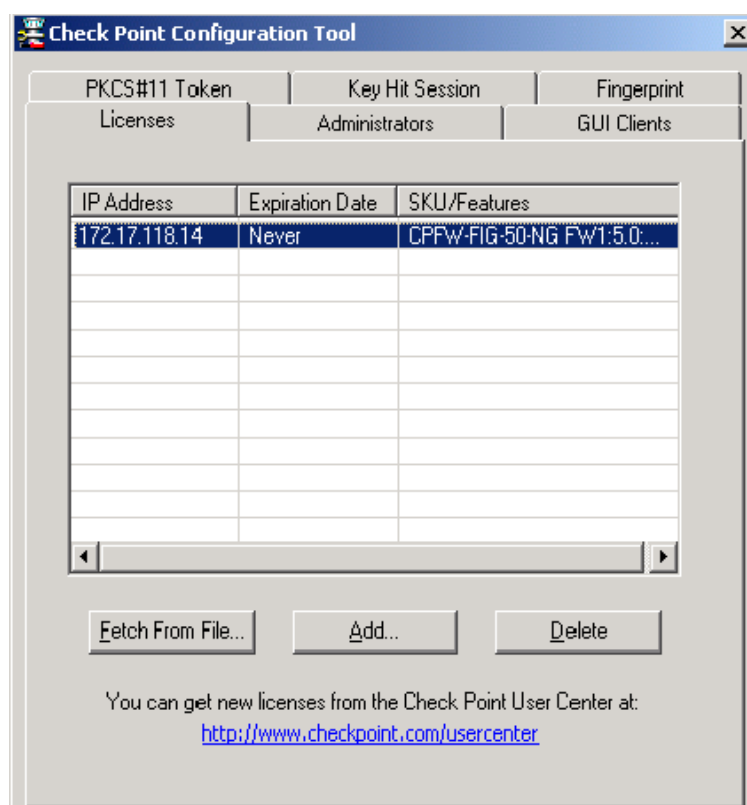 Check Point Configuration Tool
PKCS#11 Token Key Hit Session Fingerprint
Licenses Administrators GUI Clients
IP Address Expiration Date SKU/Features
172.17.118.14 Never CPFW-FIG-50-NG FW1:5.0:...
Fetch From File... Add... Delete
You can get new licenses from the Check Point User Center at:
http://www.checkpoint.com/usercenter